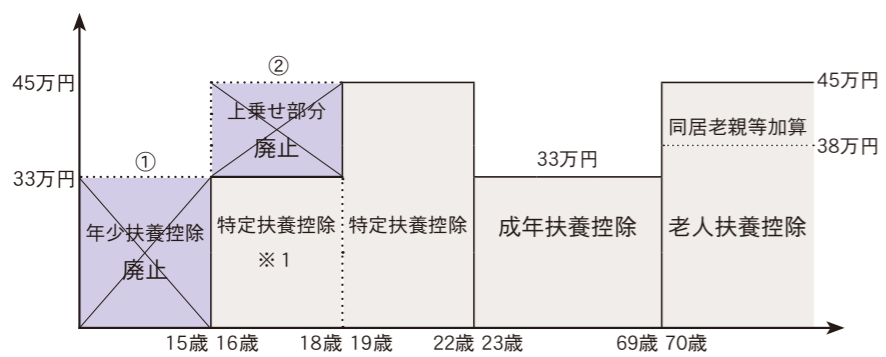 ②
45万円
上乗せ部分
廃止
45万円
同居老親等加算
38万円
①
33万円
33万円
年少扶養控除
廃止
特定扶養控除
※1
特定扶養控除
成年扶養控除
老人扶養控除
15歳 16歳
18歳 19歳
22歳 23歳
69歳 70歳